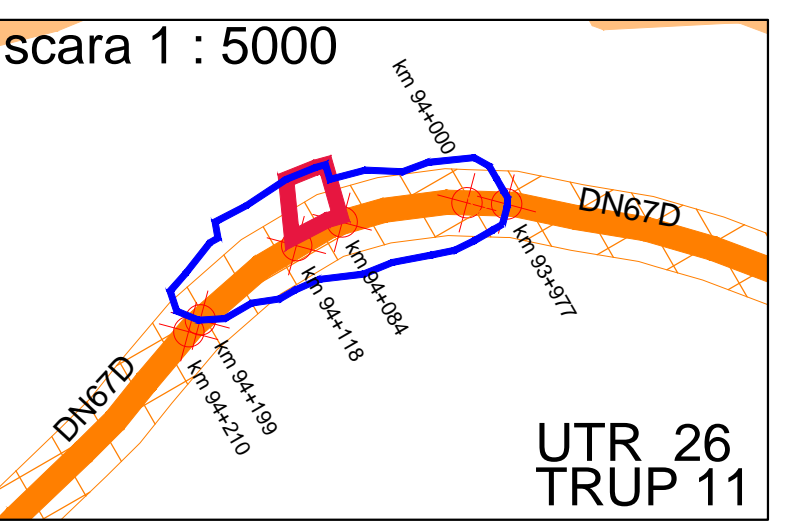 scara 1 : 5000
km 94+000
DN67D
km 93+977
km 94+084
km 94+118
km 94+199
km 94+210
DN67D
UTR 26
TRUP 11